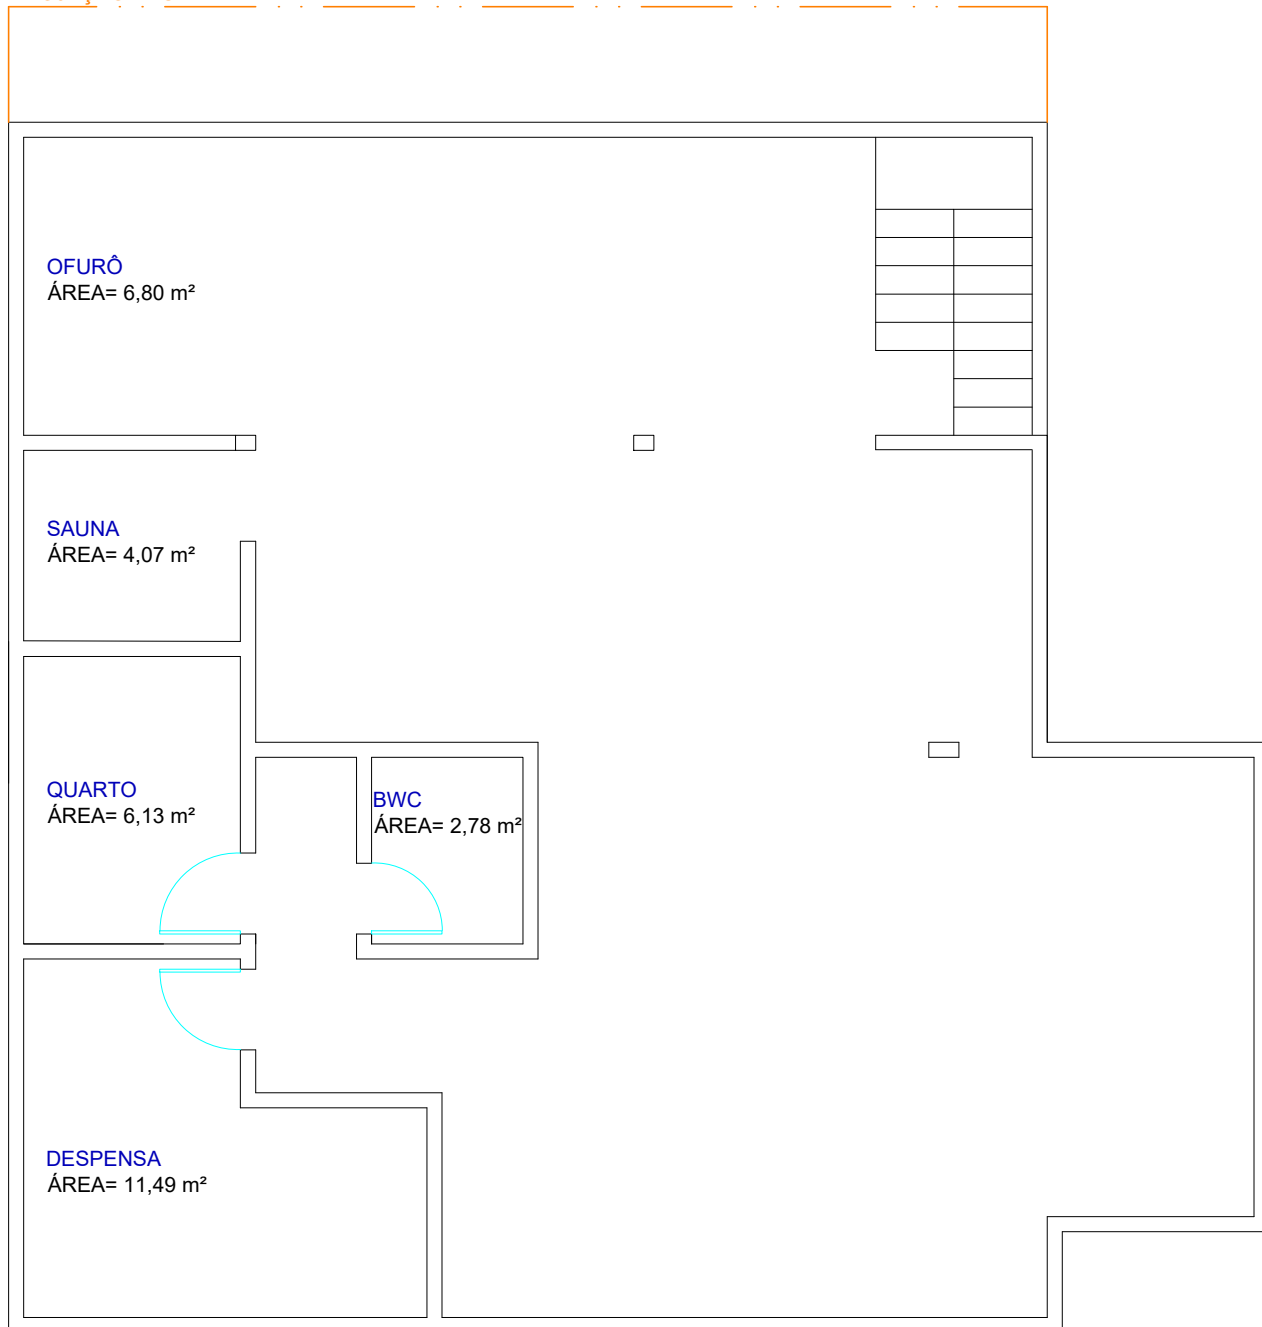 OFURÔ
ÁREA= 6,80 m²
SAUNA
ÁREA= 4,07 m²
QUARTO
ÁREA= 6,13 m²
BWC
ÁREA= 2,78 m²
DESPENSA
ÁREA= 11,49 m²